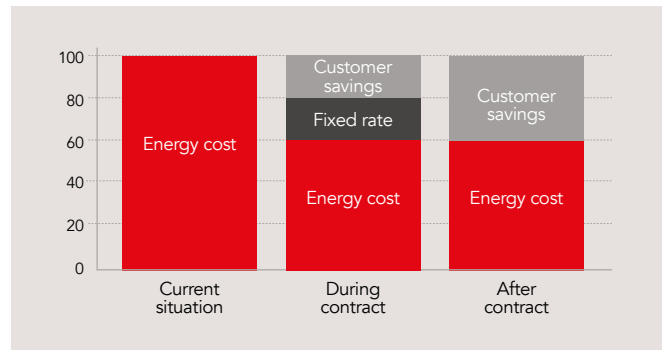 100
80
60
40
20
0
Energy cost
Customer
savings
Fixed rate
Energy cost
Customer
savings
Energy cost
Current
situation
During
contract
After
contract